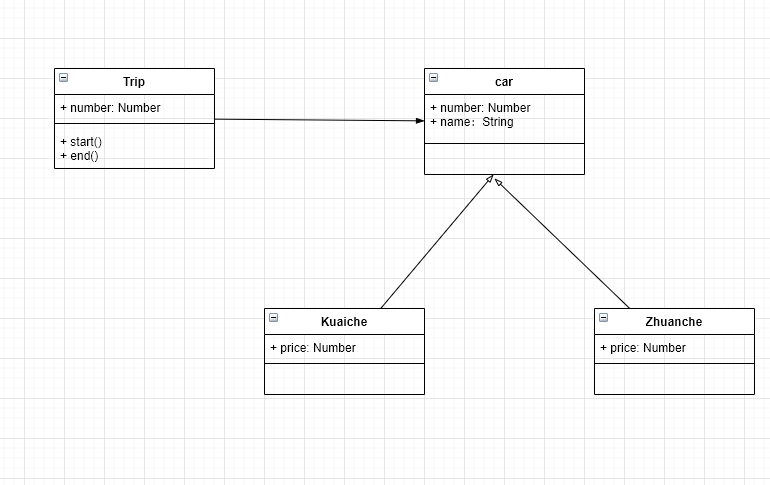 Trip
+ number: Number
+ start()
+ end()
car
+ number: Number
+ name：String
Kuaiche
+ price: Number
Zhuanche
+ price: Number